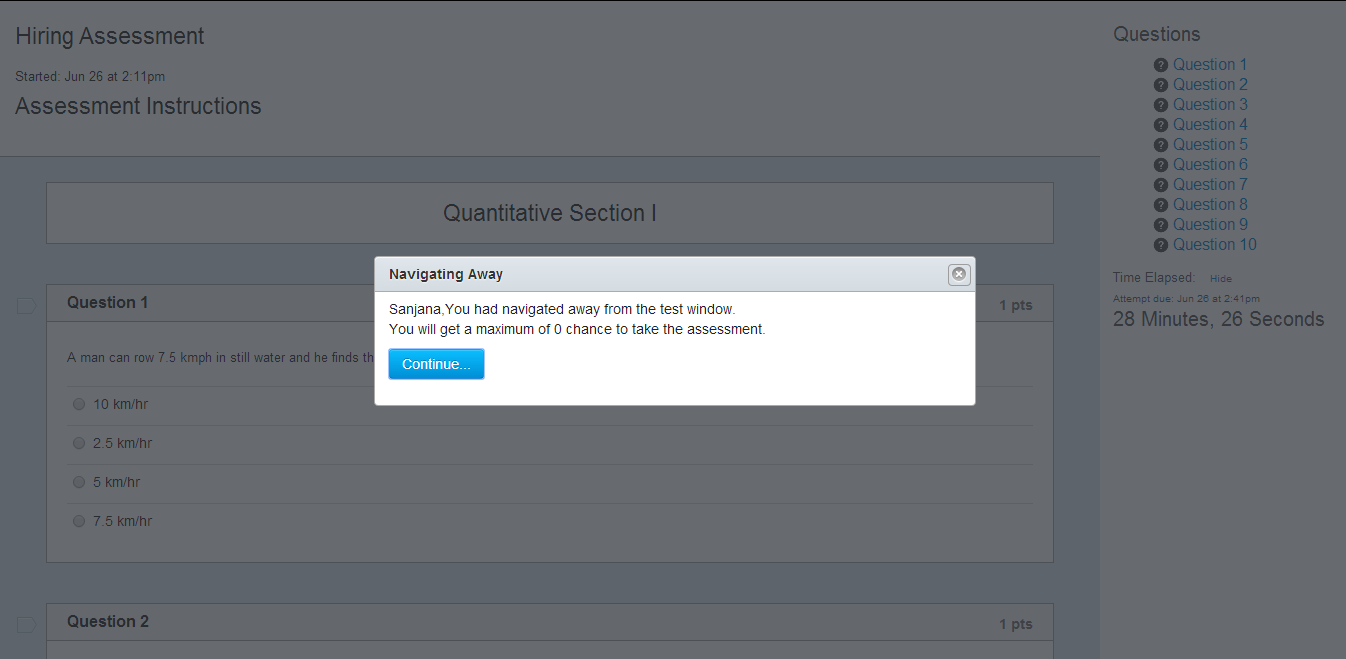 Hiring Assessment
Started: Jun 26 at 2:11pm
Assessment Instructions
Quantitative Section I
Question 1
1 pts
A man can row 7.5 kmph in still water and he finds th
10 km/hr
2.5 km/hr
5 km/hr
7.5 km/hr
Question 2
1 pts
Navigating Away
Sanjana,You had navigated away from the test window.
You will get a maximum of 0 chance to take the assessment.
Continue...
Questions
Question 1
Question 2
Question 3
Question 4
Question 5
Question 6
Question 7
Question 8
Question 9
Question 10
Time Elapsed: Hide
Attempt due: Jun 26 at 2:41pm
28 Minutes, 26 Seconds